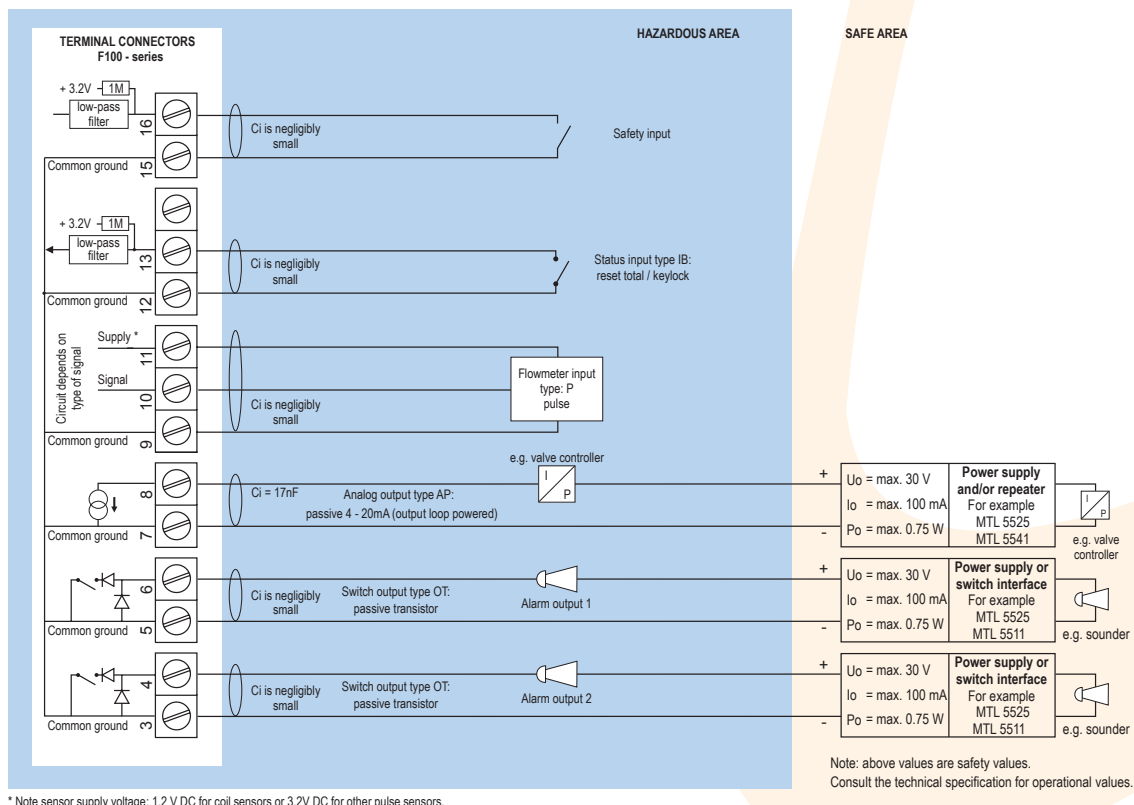 HAZARDOUS AREA
SAFE AREA
TERMINAL CONNECTORS
F100 - series
+ 3.2V
1M
low-pass
filter
16
Common ground
15
Ci is negligibly
small
Safety input
+ 3.2V
1M
low-pass
filter
13
Common ground
12
Ci is negligibly
small
Status input type IB:
reset total / keylock
Circuit depends on
type of signal
Supply *
11
Signal
10
Common ground
9
Ci is negligibly
small
Flowmeter input
type: P
pulse
e.g. valve controller
I
P
8
Common ground
7
Ci = 17nF
Analog output type AP:
passive 4 - 20mA (output loop powered)
+
-
Uo = max. 30 V
Io = max. 100 mA
Po = max. 0.75 W
Power supply
and/or repeater
For example
MTL 5525
MTL 5541
I
P
e.g. valve
controller
6
Common ground
5
Ci is negligibly
small
Switch output type OT:
passive transistor
Alarm output 1
+
-
Uo = max. 30 V
Io = max. 100 mA
Po = max. 0.75 W
Power supply or
switch interface
For example
MTL 5525
MTL 5511
e.g. sounder
4
Common ground
3
Ci is negligibly
small
Switch output type OT:
passive transistor
Alarm output 2
+
-
Uo = max. 30 V
Io = max. 100 mA
Po = max. 0.75 W
Power supply or
switch interface
For example
MTL 5525
MTL 5511
e.g. sounder
Note: above values are safety values.
Consult the technical specification for operational values.
* Note sensor supply voltage: 1.2 V DC for coil sensors or 3.2V DC for other pulse sensors.